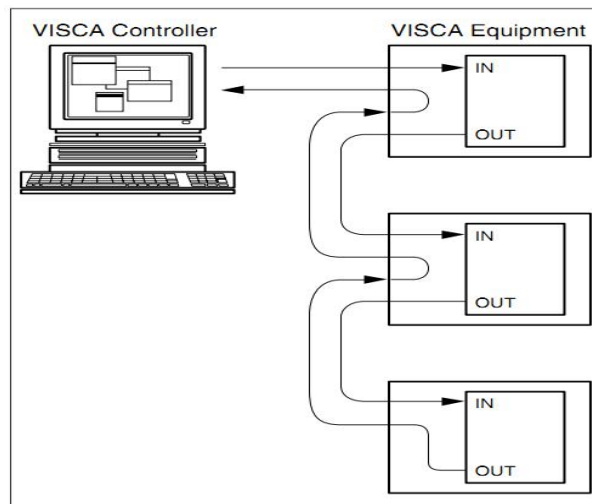 VISCA Controller
VISCA Equipment
IN
OUT
IN
OUT
IN
OUT